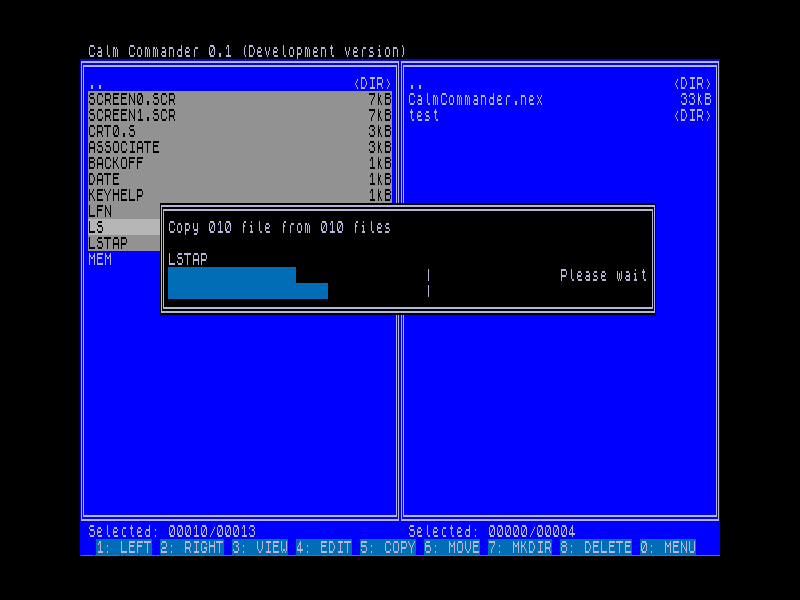 Calm Commander 0.1 (Development version)
.. <DIR> .. <DIR>
SCREEN0.SCR 7kB CalmCommander.nex 33kB
SCREEN1.SCR 7kB test <DIR>
CRT0.S 3kB
ASSOCIATE 3kB
BACKOFF 1kB
DATE 1kB
KEYHELP 1kB
LFN
LS Copy 010 file from 010 files
LSTAP
MEM LSTAP
| Please wait
|
Selected: 00010/00013 Selected: 00000/00004
1: LEFT 2: RIGHT 3: VIEW 4: EDIT 5: COPY 6: MOVE 7: MKDIR 8: DELETE 0: MENU